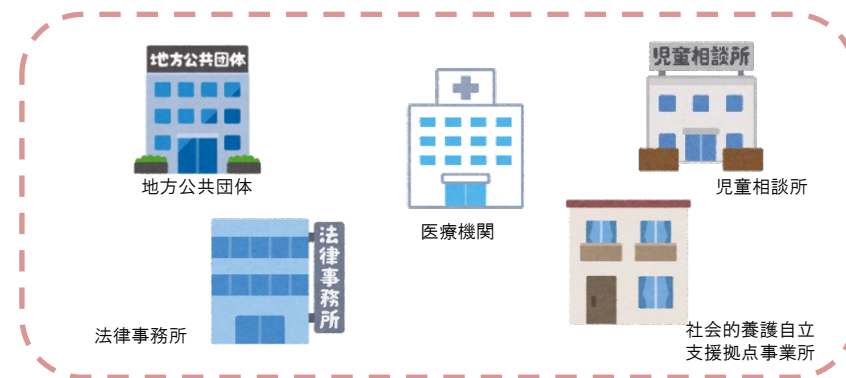 地方公共団体
地方公共団体
児童相談所
児童相談所
医療機関
法律事務所
法律事務所
社会的養護自立
支援拠点事業所